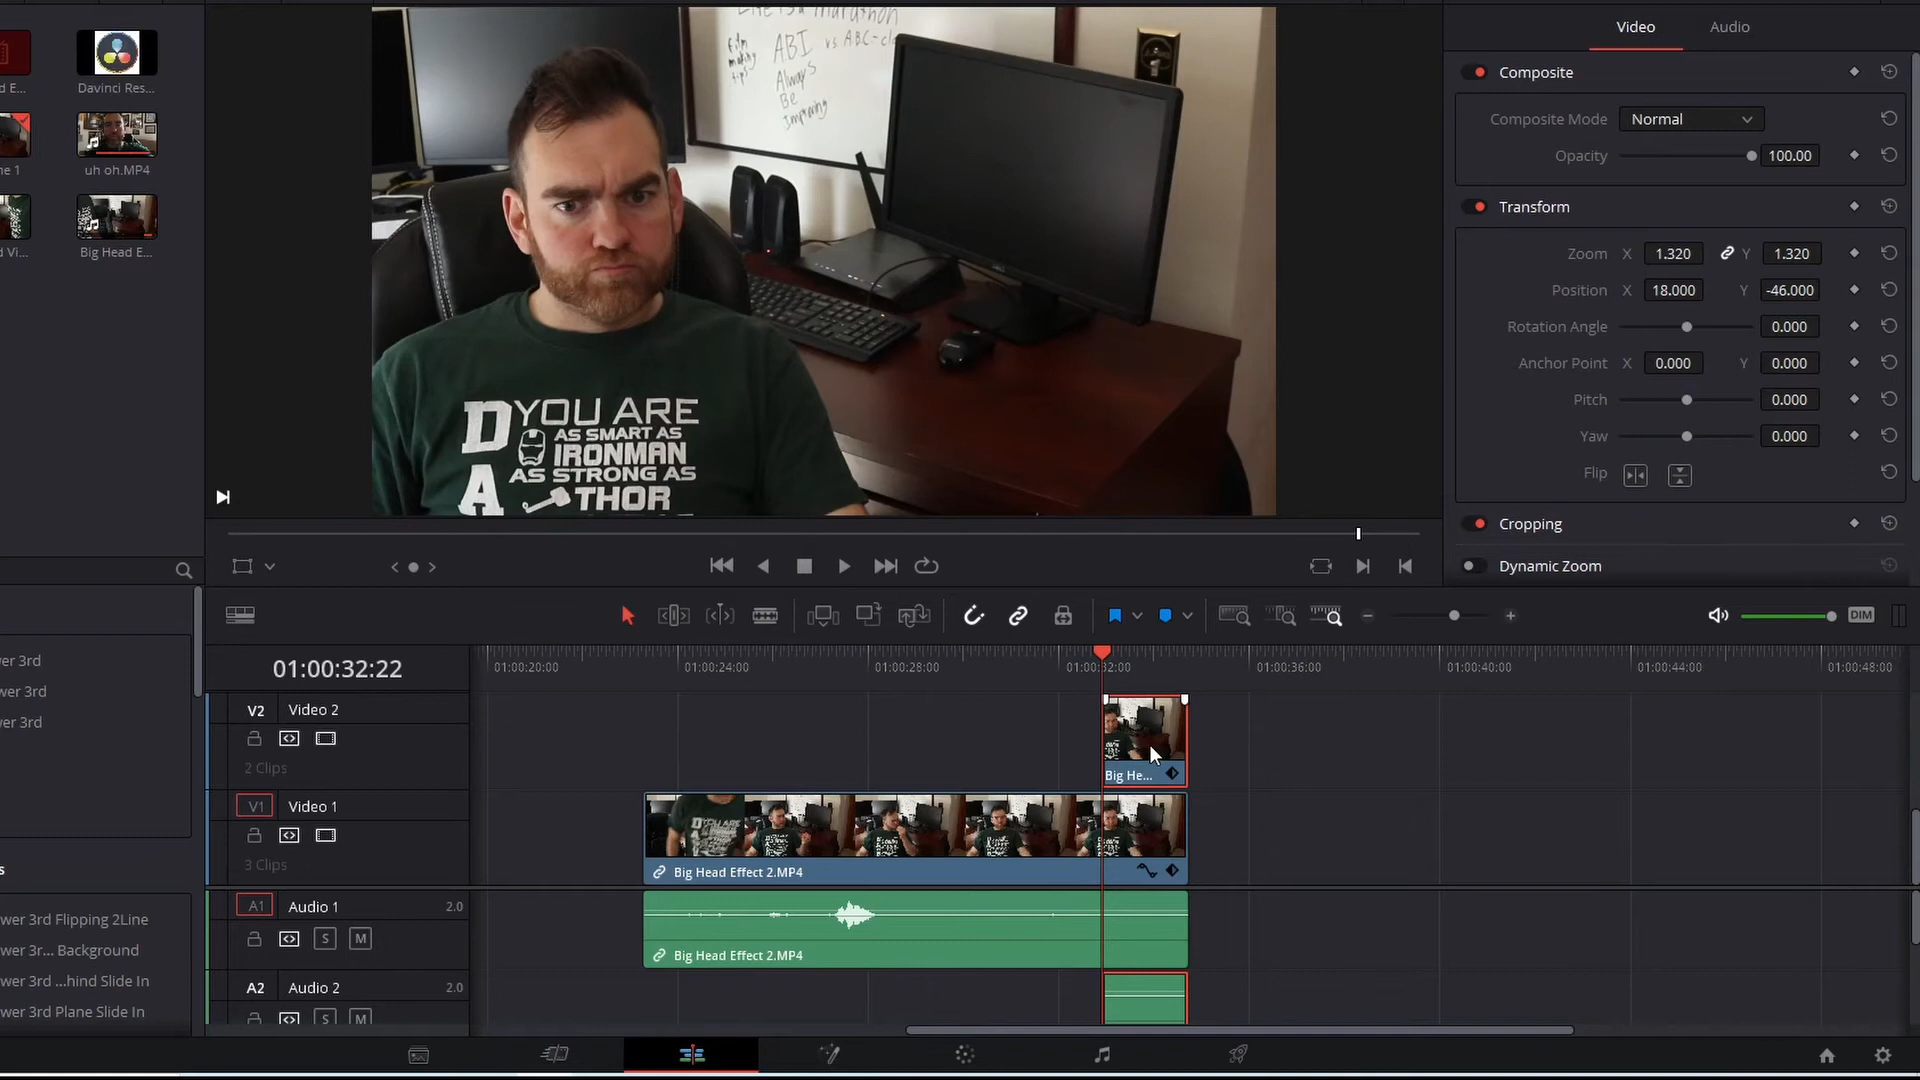 Video
Audio
d E...
Davinci Res...
ne 1
uh oh.MP4
d Vi...
Big Head E...
Life is a marathon
film making tips
ABI vs ABC-
Always
Be
Improving
YOU ARE
AS SMART AS
IRONMAN
AS STRONG AS
THOR
D
A
Composite
Composite Mode
Normal
Opacity
100.00
Transform
Zoom X 1.320 Y 1.320
Position X 18.000 Y -46.000
Rotation Angle 0.000
Anchor Point X 0.000 Y 0.000
Pitch 0.000
Yaw 0.000
Flip
Cropping
Dynamic Zoom
DIM
01:00:32:22
01:00:20:00
01:00:24:00
01:00:28:00
01:00:32:00
01:00:36:00
01:00:40:00
01:00:44:00
01:00:48:00
wer 3rd
wer 3rd
wer 3rd
V2 Video 2
2 Clips
Big He...
V1 Video 1
3 Clips
Big Head Effect 2.MP4
A1 Audio 1 2.0
S M
Big Head Effect 2.MP4
A2 Audio 2 2.0
S M
s
wer 3rd Flipping 2Line
wer 3r... Background
wer 3rd ...hind Slide In
wer 3rd Plane Slide In